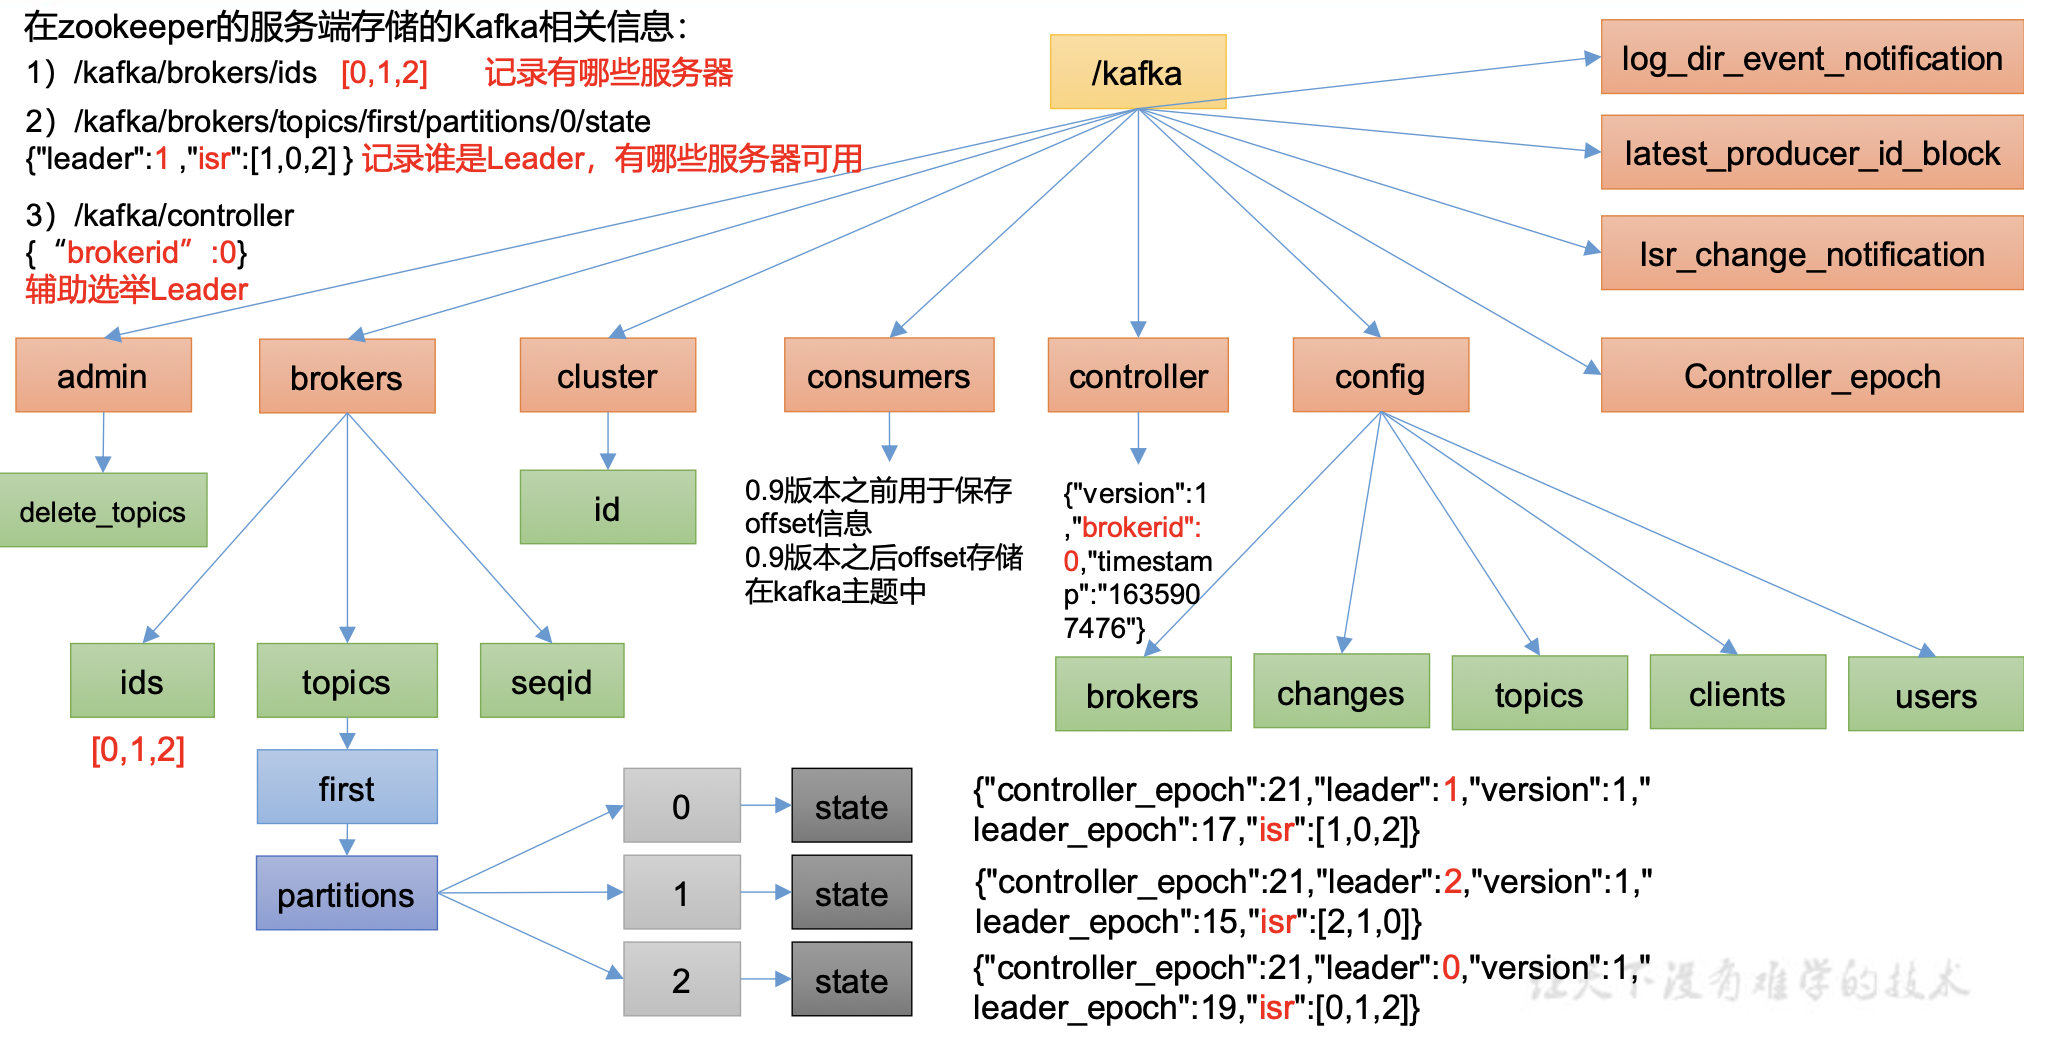 在zookeeper的服务端存储的Kafka相关信息：
1）/kafka/brokers/ids [0,1,2] 记录有哪些服务器
2）/kafka/brokers/topics/first/partitions/0/state
{"leader":1 ,"isr":[1,0,2] } 记录谁是Leader，有哪些服务器可用
3）/kafka/controller
{“brokerid”:0}
辅助选举Leader
/kafka
log_dir_event_notification
latest_producer_id_block
Isr_change_notification
Controller_epoch
admin
brokers
cluster
consumers
controller
config
delete_topics
id
0.9版本之前用于保存
offset信息
0.9版本之后offset存储
在kafka主题中
{"version":1
,"brokerid":
0,"timestam
p":"163590
7476"}
ids
topics
seqid
brokers
changes
topics
clients
users
[0,1,2]
first
partitions
0
state
{"controller_epoch":21,"leader":1,"version":1,"
leader_epoch":17,"isr":[1,0,2]}
1
state
{"controller_epoch":21,"leader":2,"version":1,"
leader_epoch":15,"isr":[2,1,0]}
2
state
{"controller_epoch":21,"leader":0,"version":1,"
leader_epoch":19,"isr":[0,1,2]}
让天下没有难学的技术